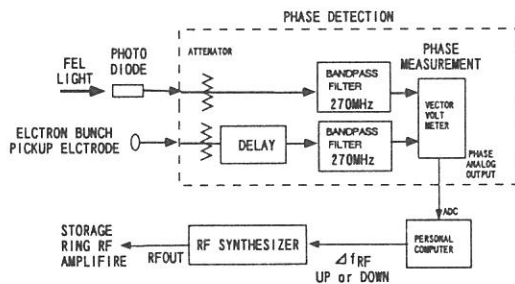 PHASE DETECTION
FEL
LIGHT
PHOTO
DIODE
ATTENATOR
BANDPASS
FILTER
270MHz
PHASE
MEASUREMENT
VECTOR
VOLT
METER
ELCTRON BUNCH
PICKUP ELCTRODE
DELAY
BANDPASS
FILTER
270MHz
PHASE
ANALOG
OUTPUT
ADC
STORAGE
RING RF
AMPLIFIRE
RFOUT
RF SYNTHESIZER
⊿fRF
UP or DOWN
PERSONAL
COMPUTER